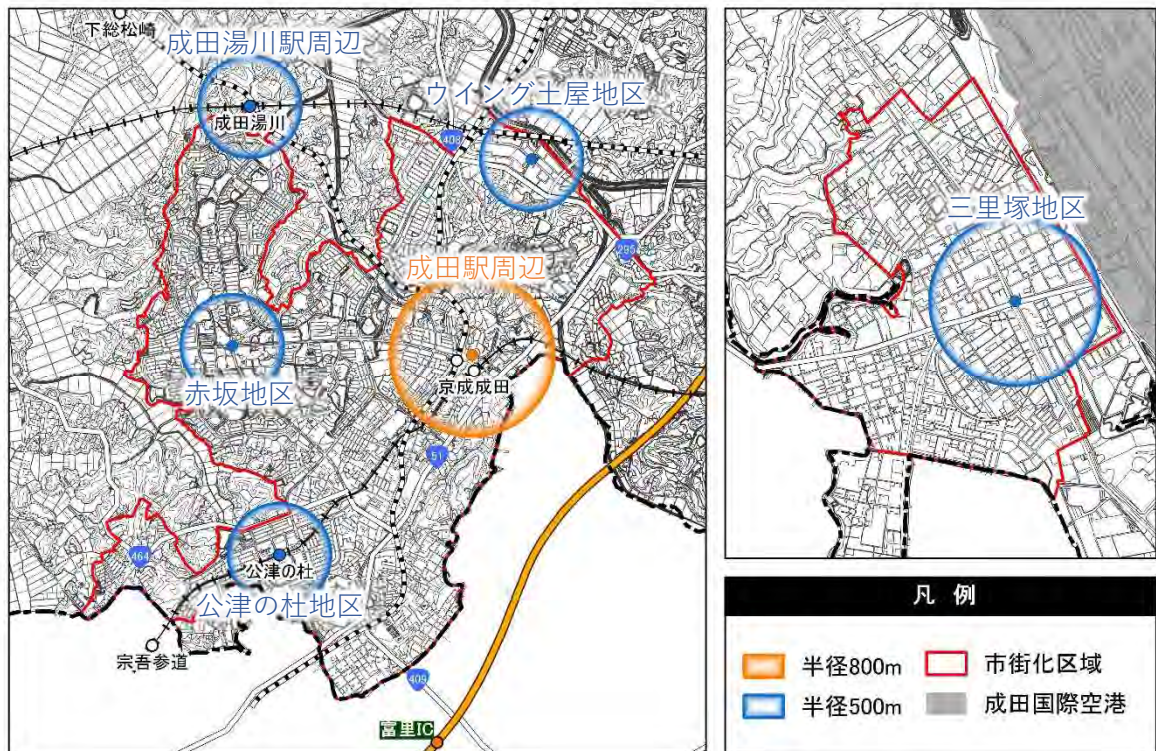 下総松崎
成田湯川駅周辺
成田湯川
ウイング土屋地区
408
295
成田駅周辺
京成成田
赤坂地区
51
464
公津の杜
公津の杜地区
宗吾参道
409
富里IC
三里塚地区
凡 例
半径800m
市街化区域
半径500m
成田国際空港